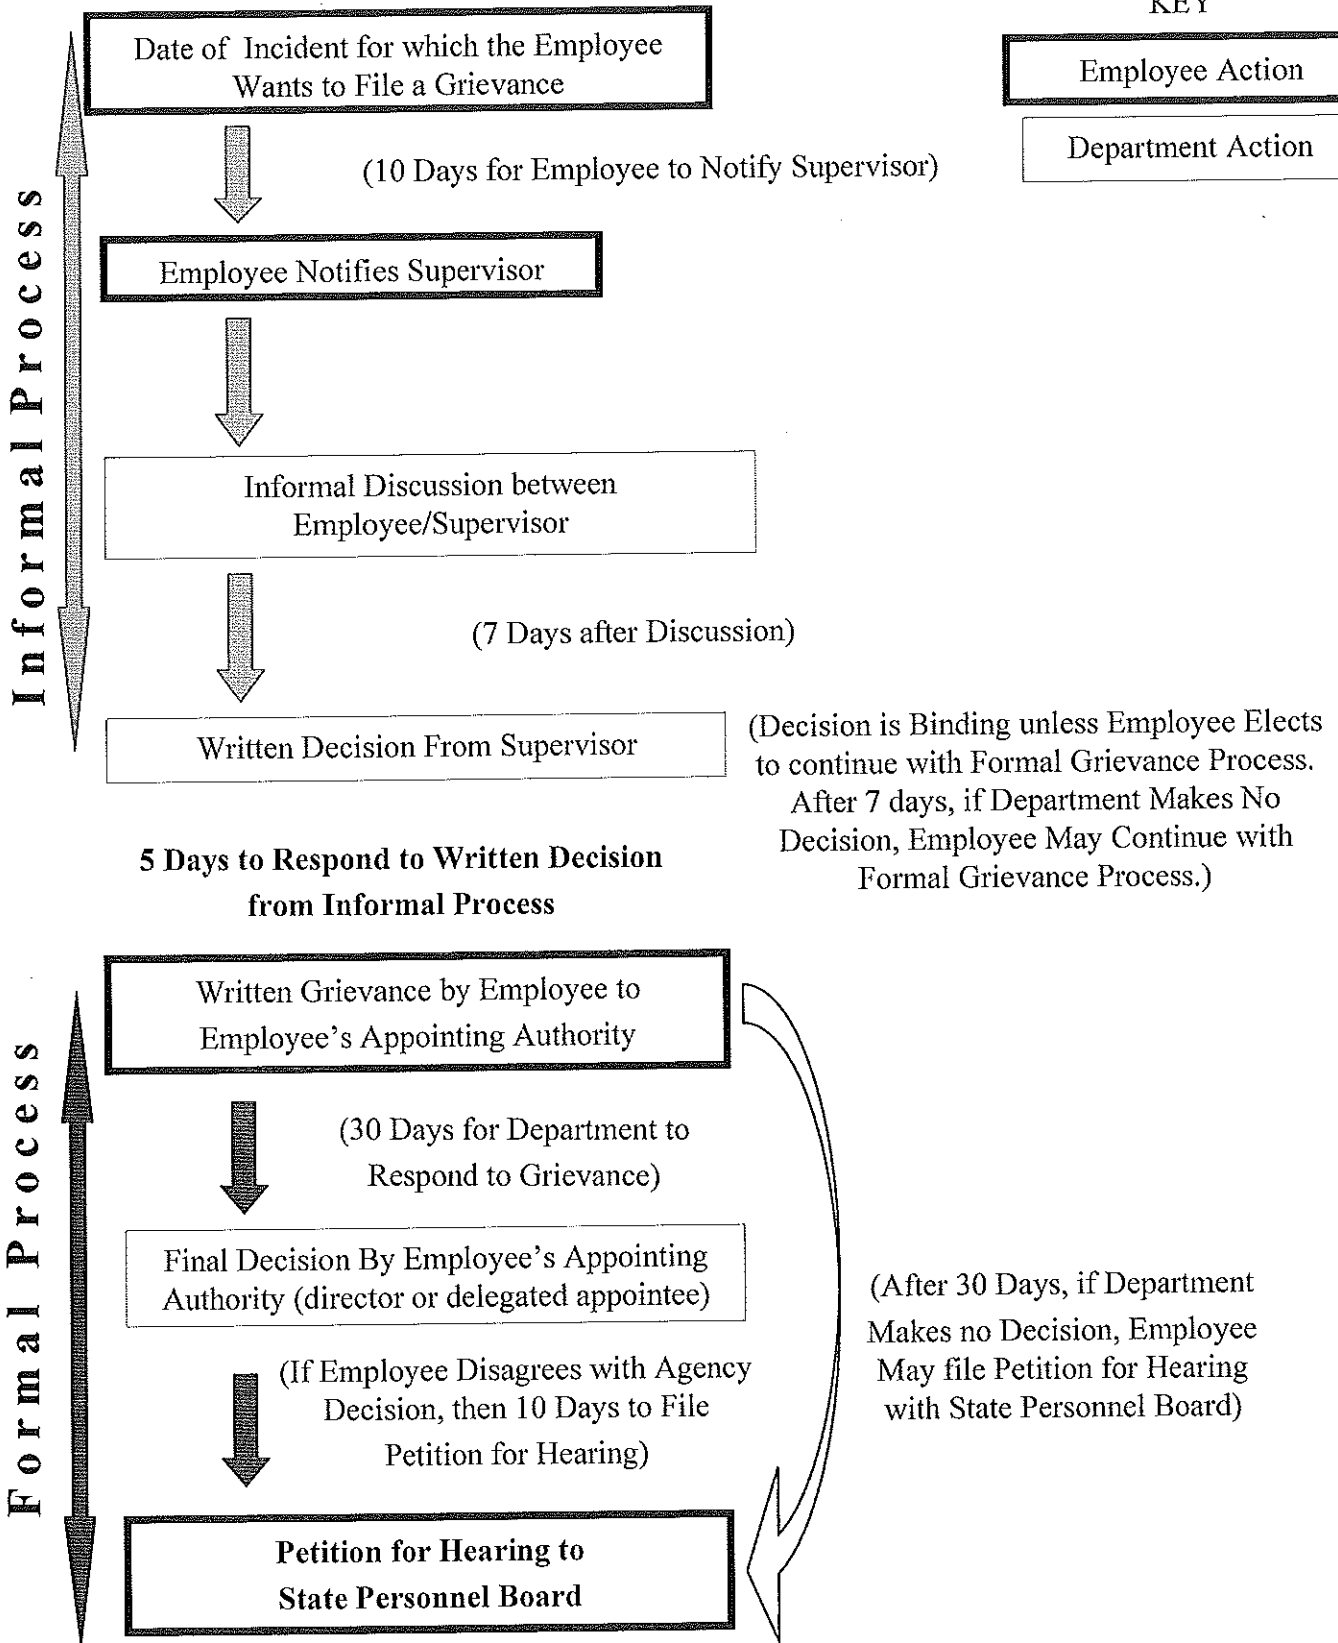 KEY
Date of Incident for which the Employee
Wants to File a Grievance
Employee Action
Department Action
(10 Days for Employee to Notify Supervisor)
Employee Notifies Supervisor
Informal Process
Informal Discussion between
Employee/Supervisor
(7 Days after Discussion)
Written Decision From Supervisor
(Decision is Binding unless Employee Elects
to continue with Formal Grievance Process.
After 7 days, if Department Makes No
Decision, Employee May Continue with
Formal Grievance Process.)
5 Days to Respond to Written Decision
from Informal Process
Written Grievance by Employee to
Employee's Appointing Authority
Formal Process
(30 Days for Department to
Respond to Grievance)
Final Decision By Employee's Appointing
Authority (director or delegated appointee)
(After 30 Days, if Department
Makes no Decision, Employee
May file Petition for Hearing
with State Personnel Board)
(If Employee Disagrees with Agency
Decision, then 10 Days to File
Petition for Hearing)
Petition for Hearing to
State Personnel Board